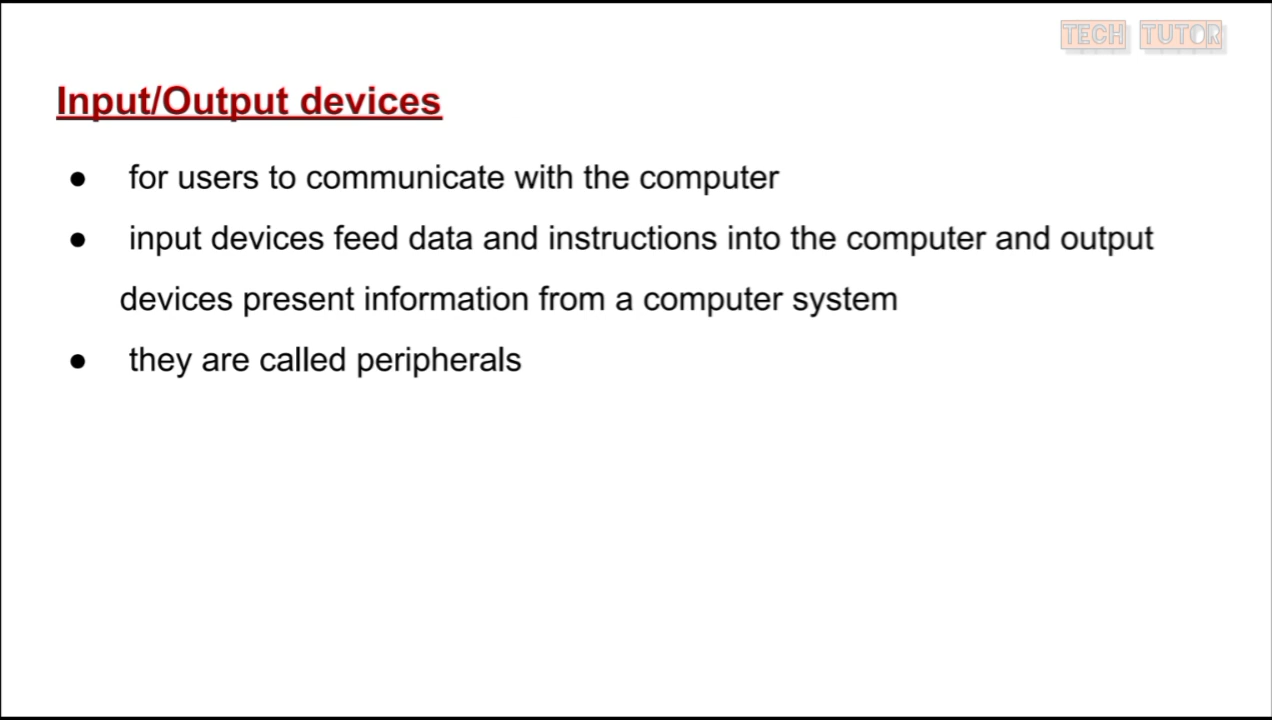 TECH TUTOR
Input/Output devices
● for users to communicate with the computer
● input devices feed data and instructions into the computer and output
devices present information from a computer system
● they are called peripherals